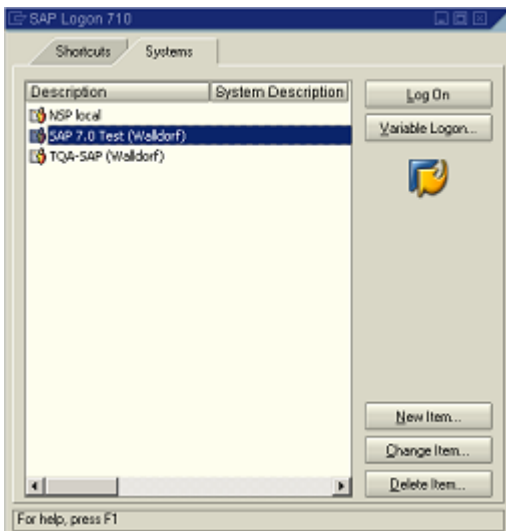 SAP Logon 710
Shortcuts Systems
Description System Description
Log On
NSP local
Variable Logon...
SAP 7.0 Test (Walldorf)
TQA-SAP (Walldorf)
New Item...
Change Item...
Delete Item...
For help, press F1